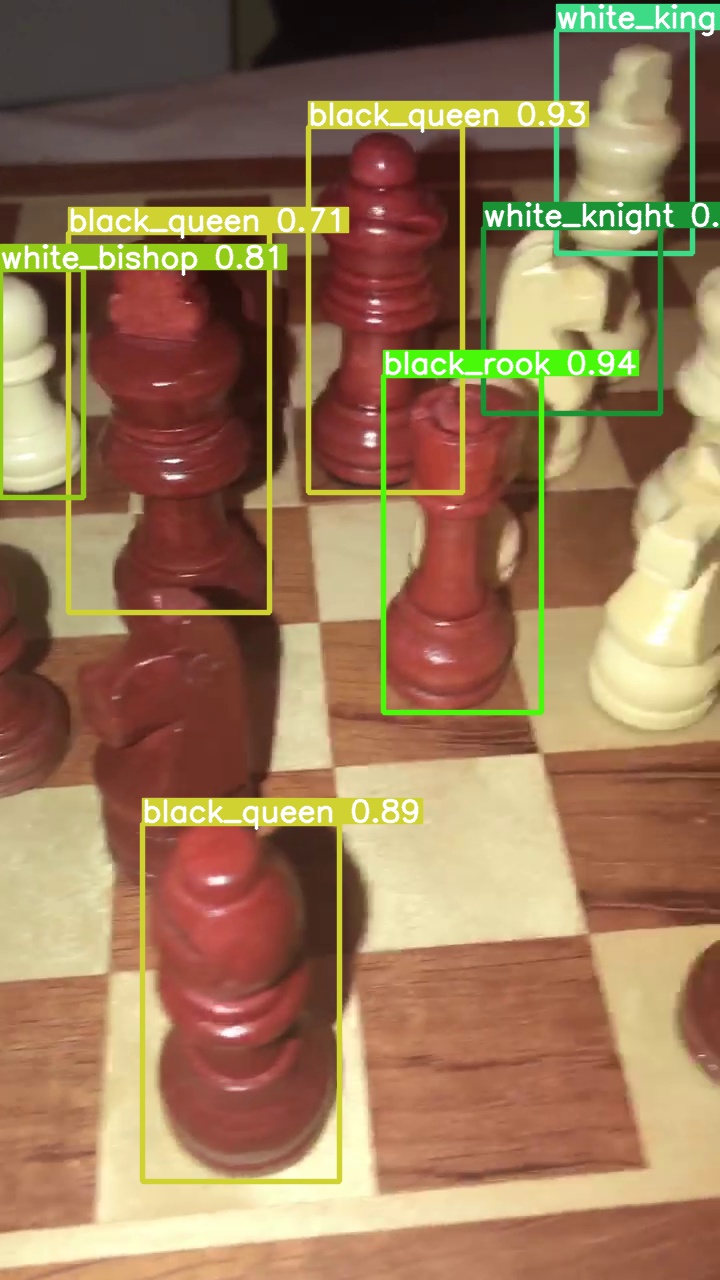 white_king
black_queen 0.93
black_queen 0.71
white_knight 0.
white_bishop 0.81
black_rook 0.94
black_queen 0.89